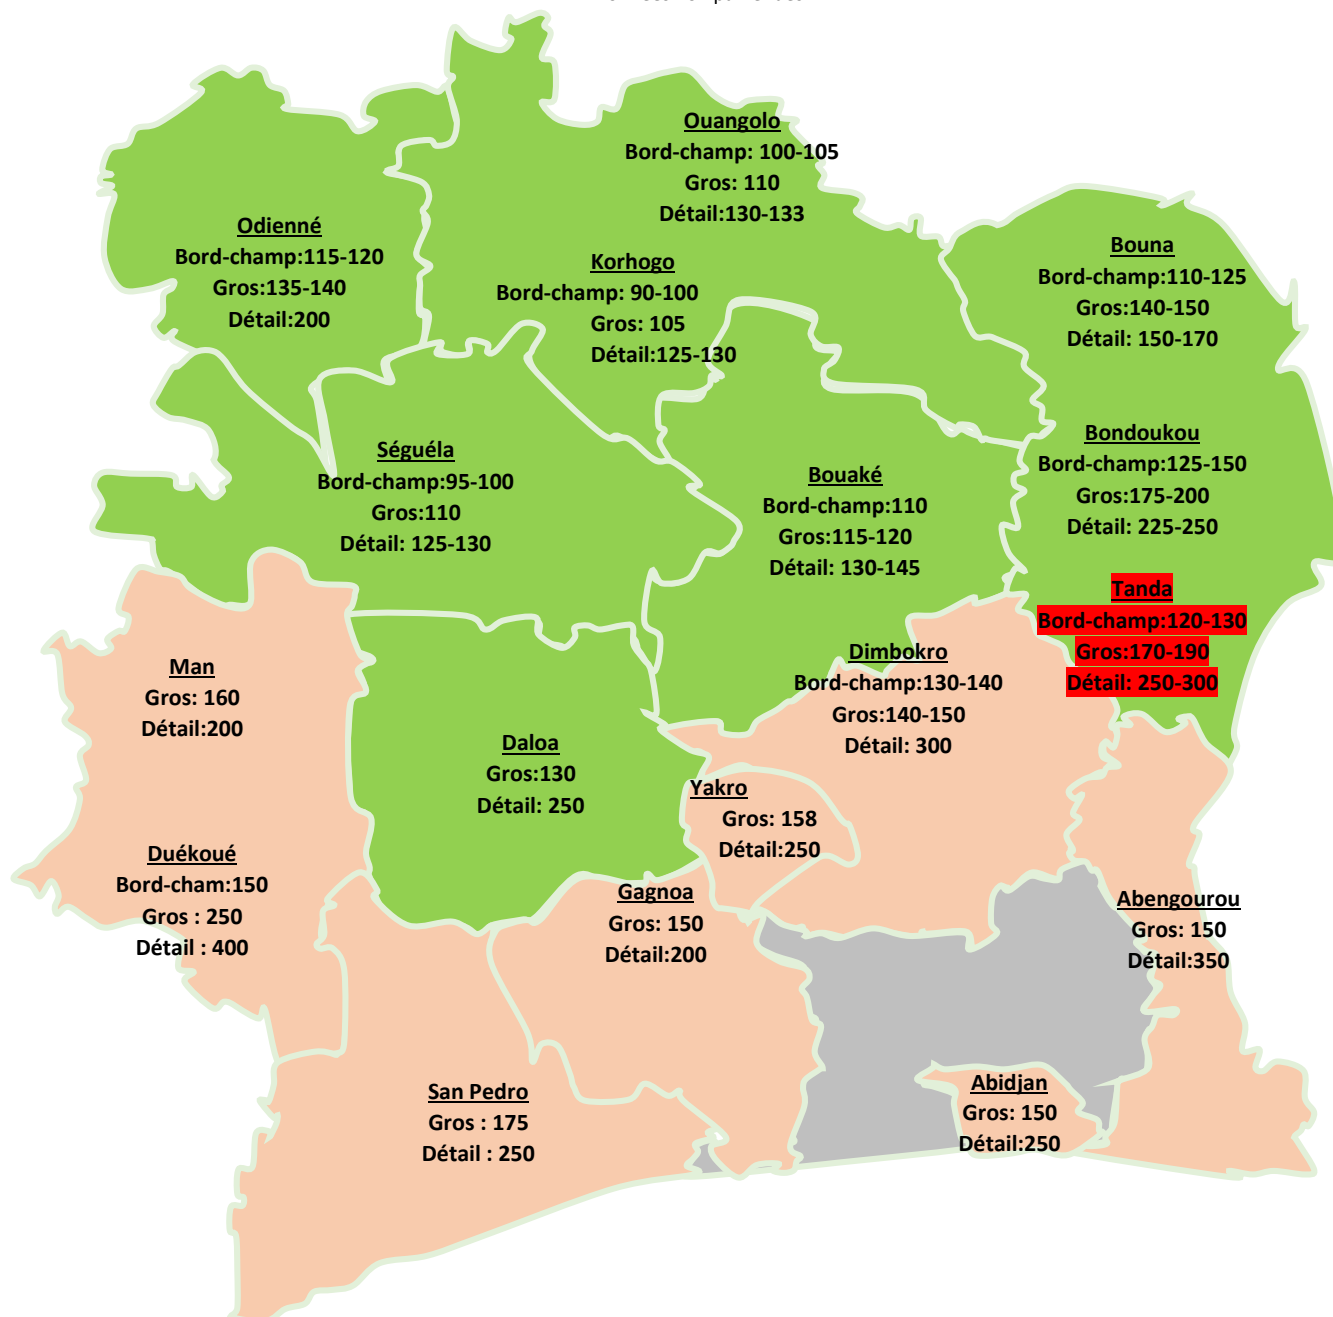 Ouangolo
Bord-champ: 100-105
Gros: 110
Détail:130-133
Odienné
Bord-champ:115-120
Gros:135-140
Détail:200
Korhogo
Bord-champ: 90-100
Gros: 105
Détail:125-130
Bouna
Bord-champ:110-125
Gros:140-150
Détail: 150-170
Séguéla
Bord-champ:95-100
Gros:110
Détail: 125-130
Bouaké
Bord-champ:110
Gros:115-120
Détail: 130-145
Bondoukou
Bord-champ:125-150
Gros:175-200
Détail: 225-250
Tanda
Bord-champ:120-130
Gros:170-190
Détail: 250-300
Man
Gros: 160
Détail:200
Dimbokro
Bord-champ:130-140
Gros:140-150
Détail: 300
Daloa
Gros:130
Détail: 250
Yakro
Gros: 158
Détail:250
Duékoué
Bord-cham:150
Gros : 250
Détail : 400
Gagnoa
Gros: 150
Détail:200
Abengourou
Gros: 150
Détail:350
San Pedro
Gros : 175
Détail : 250
Abidjan
Gros: 150
Détail:250